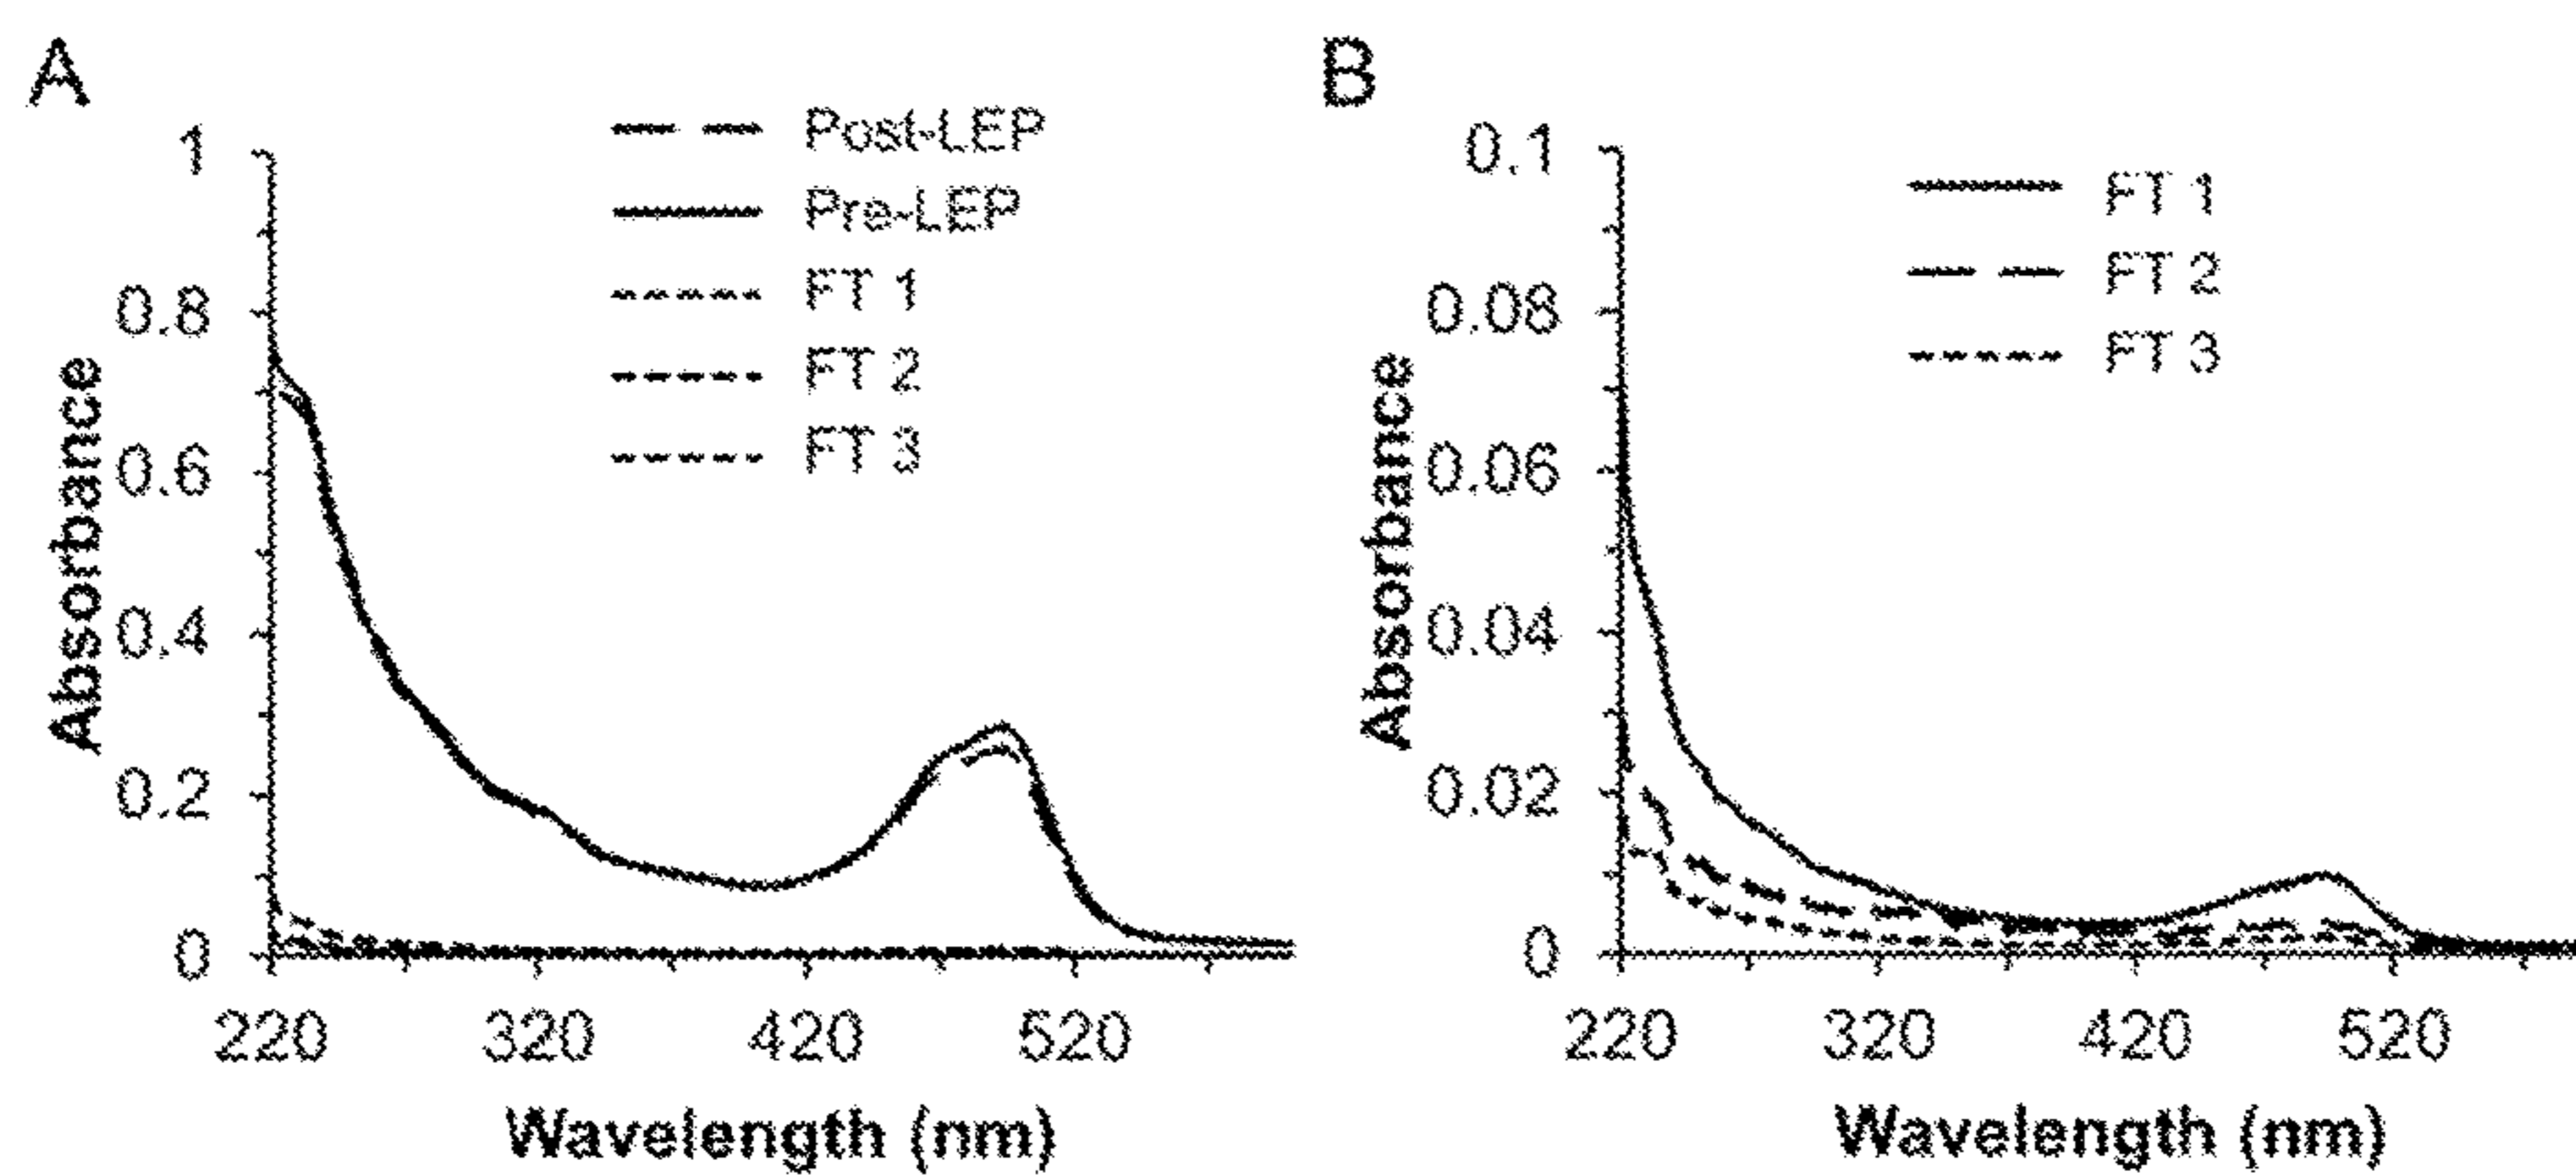 A
Absorbance
1
0.8
0.6
0.4
0.2
0
220
320
420
520
Wavelength (nm)
Post-LEP
Pre-LEP
FT 1
FT 2
FT 3
B
Absorbance
0.1
0.08
0.06
0.04
0.02
0
220
320
420
520
Wavelength (nm)
FT 1
FT 2
FT 3